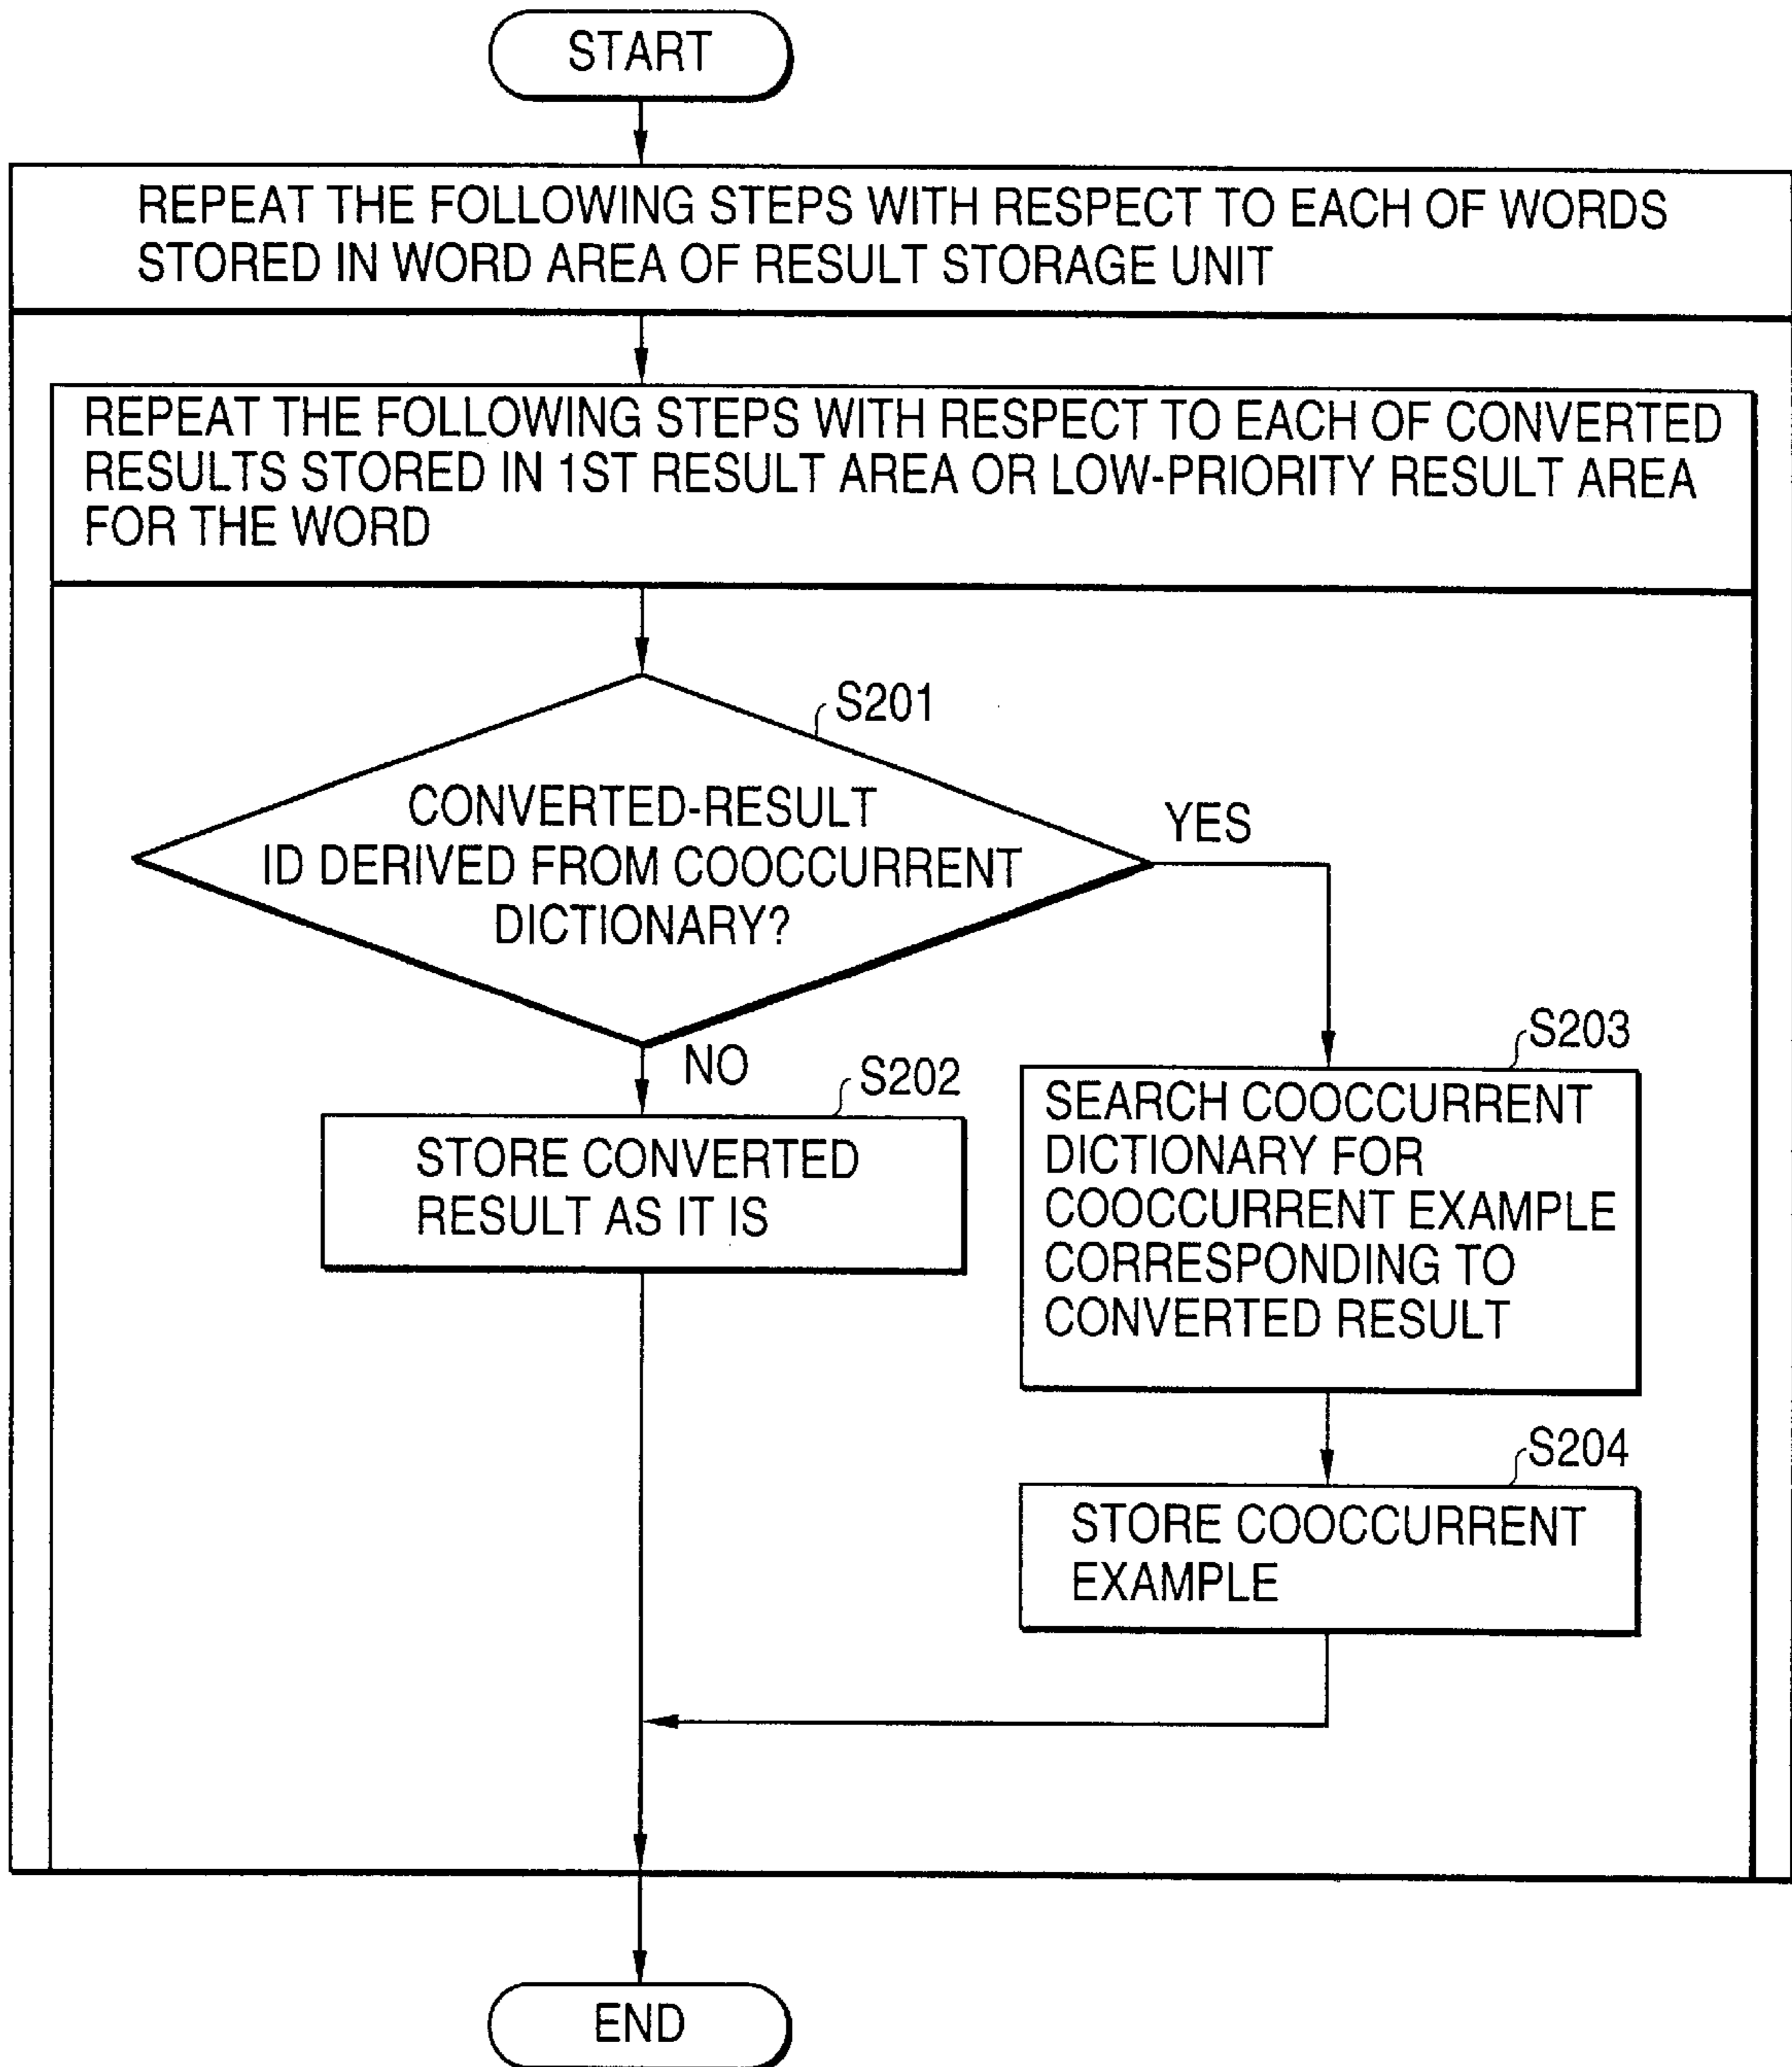 START
REPEAT THE FOLLOWING STEPS WITH RESPECT TO EACH OF WORDS
STORED IN WORD AREA OF RESULT STORAGE UNIT
REPEAT THE FOLLOWING STEPS WITH RESPECT TO EACH OF CONVERTED
RESULTS STORED IN 1ST RESULT AREA OR LOW-PRIORITY RESULT AREA
FOR THE WORD
S201
CONVERTED-RESULT
ID DERIVED FROM COOCCURRENT
DICTIONARY?
YES
NO
S202
STORE CONVERTED
RESULT AS IT IS
S203
SEARCH COOCCURRENT
DICTIONARY FOR
COOCCURRENT EXAMPLE
CORRESPONDING TO
CONVERTED RESULT
S204
STORE COOCCURRENT
EXAMPLE
END